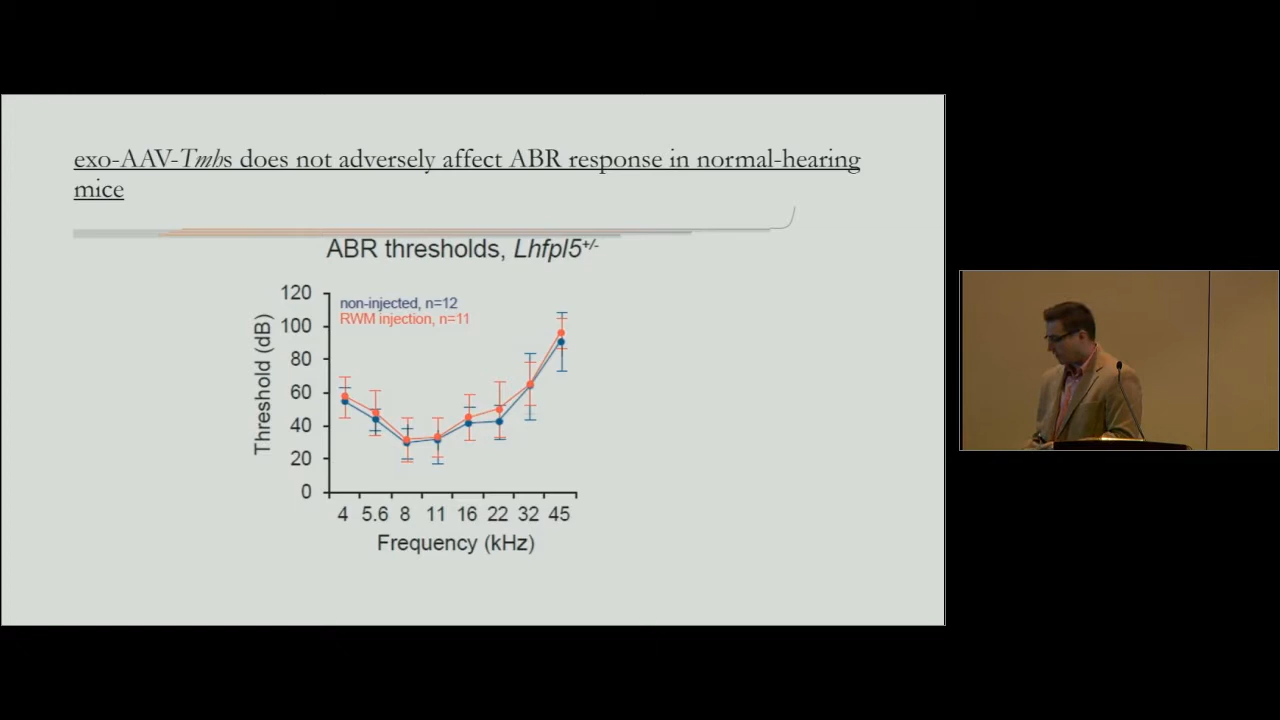 exo-AAV-Tmhs does not adversely affect ABR response in normal-hearing
mice
ABR thresholds, Lhfpl5+/-
non-injected, n=12
RWM injection, n=11
Threshold (dB)
120
100
80
60
40
20
0
4 5.6 8 11 16 22 32 45
Frequency (kHz)